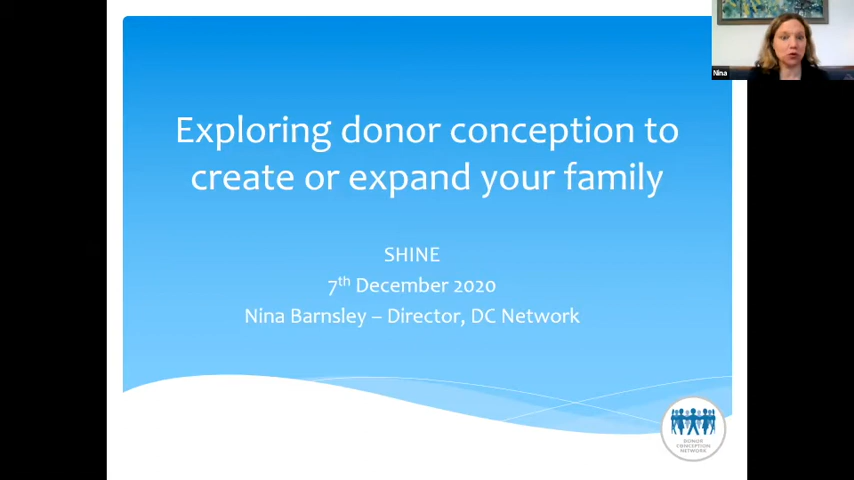 Nina
Exploring donor conception to
create or expand your family
SHINE
7th December 2020
Nina Barnsley – Director, DC Network
DONOR
CONCEPTION
NETWORK